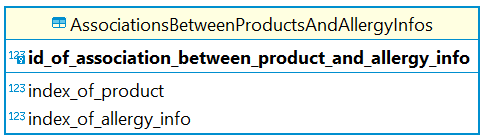 AssociationsBetweenProductsAndAllergyInfos
123 id_of_association_between_product_and_allergy_info
123 index_of_product
123 index_of_allergy_info